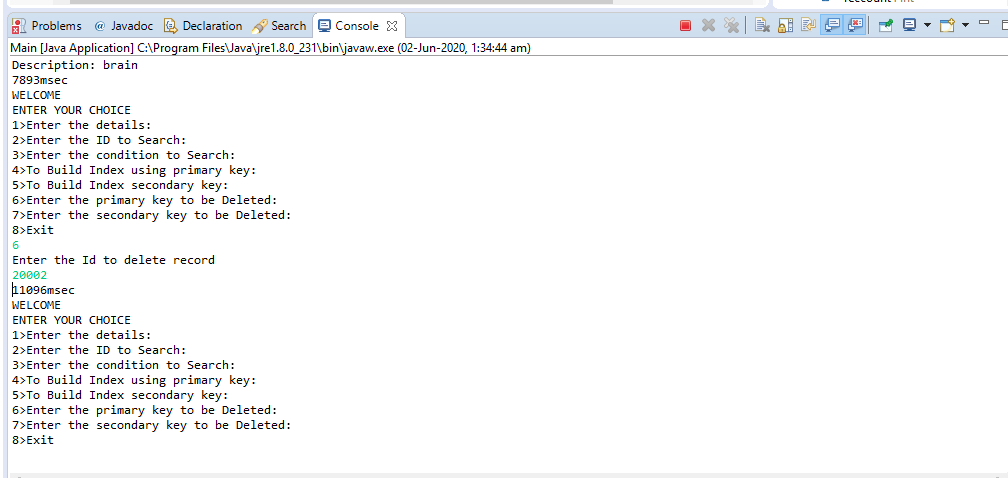 Problems @ Javadoc Declaration Search Console
Main [Java Application] C:\Program Files\Java\jre1.8.0_231\bin\javaw.exe (02-Jun-2020, 1:34:44 am)
Description: brain
7893msec
WELCOME
ENTER YOUR CHOICE
1>Enter the details:
2>Enter the ID to Search:
3>Enter the condition to Search:
4>To Build Index using primary key:
5>To Build Index secondary key:
6>Enter the primary key to be Deleted:
7>Enter the secondary key to be Deleted:
8>Exit
6
Enter the Id to delete record
20002
11096msec
WELCOME
ENTER YOUR CHOICE
1>Enter the details:
2>Enter the ID to Search:
3>Enter the condition to Search:
4>To Build Index using primary key:
5>To Build Index secondary key:
6>Enter the primary key to be Deleted:
7>Enter the secondary key to be Deleted:
8>Exit